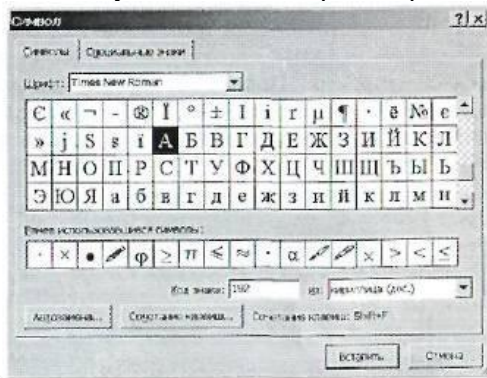 Символ
? x
Символы Специальные знаки
Шрифт: Times New Roman
Є « ¬ - ® Ї ° ± І і ґ µ ¶ · ё № є
» ј Ѕ ѕ ї А Б В Г Д Е Ж З И Й К Л
М Н О П Р С Т У Ф Х Ц Ч Ш Щ Ъ Ы Ь
Э Ю Я а б в г д е ж з и й к л м н
Ранее использовавшиеся символы:
· × ● φ ≥ π ≤ ≈ · α × > < ≤
Код знака: 192 из: кириллица (дес.)
Автозамена... Сочетание клавиш... Сочетание клавиш: Shift+F
Вставить Отмена